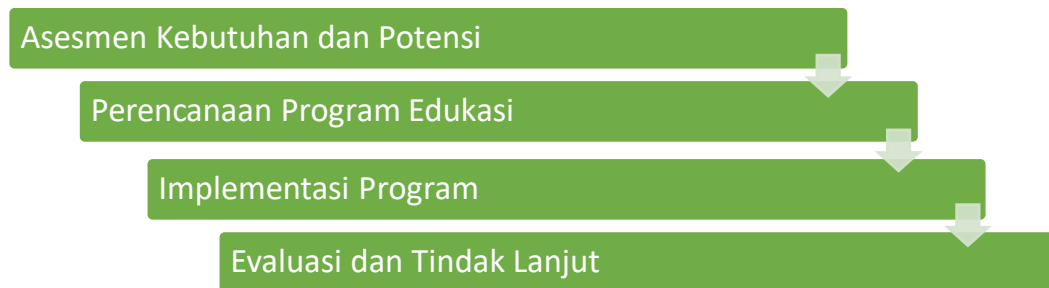 Asesmen Kebutuhan dan Potensi
Perencanaan Program Edukasi
Implementasi Program
Evaluasi dan Tindak Lanjut